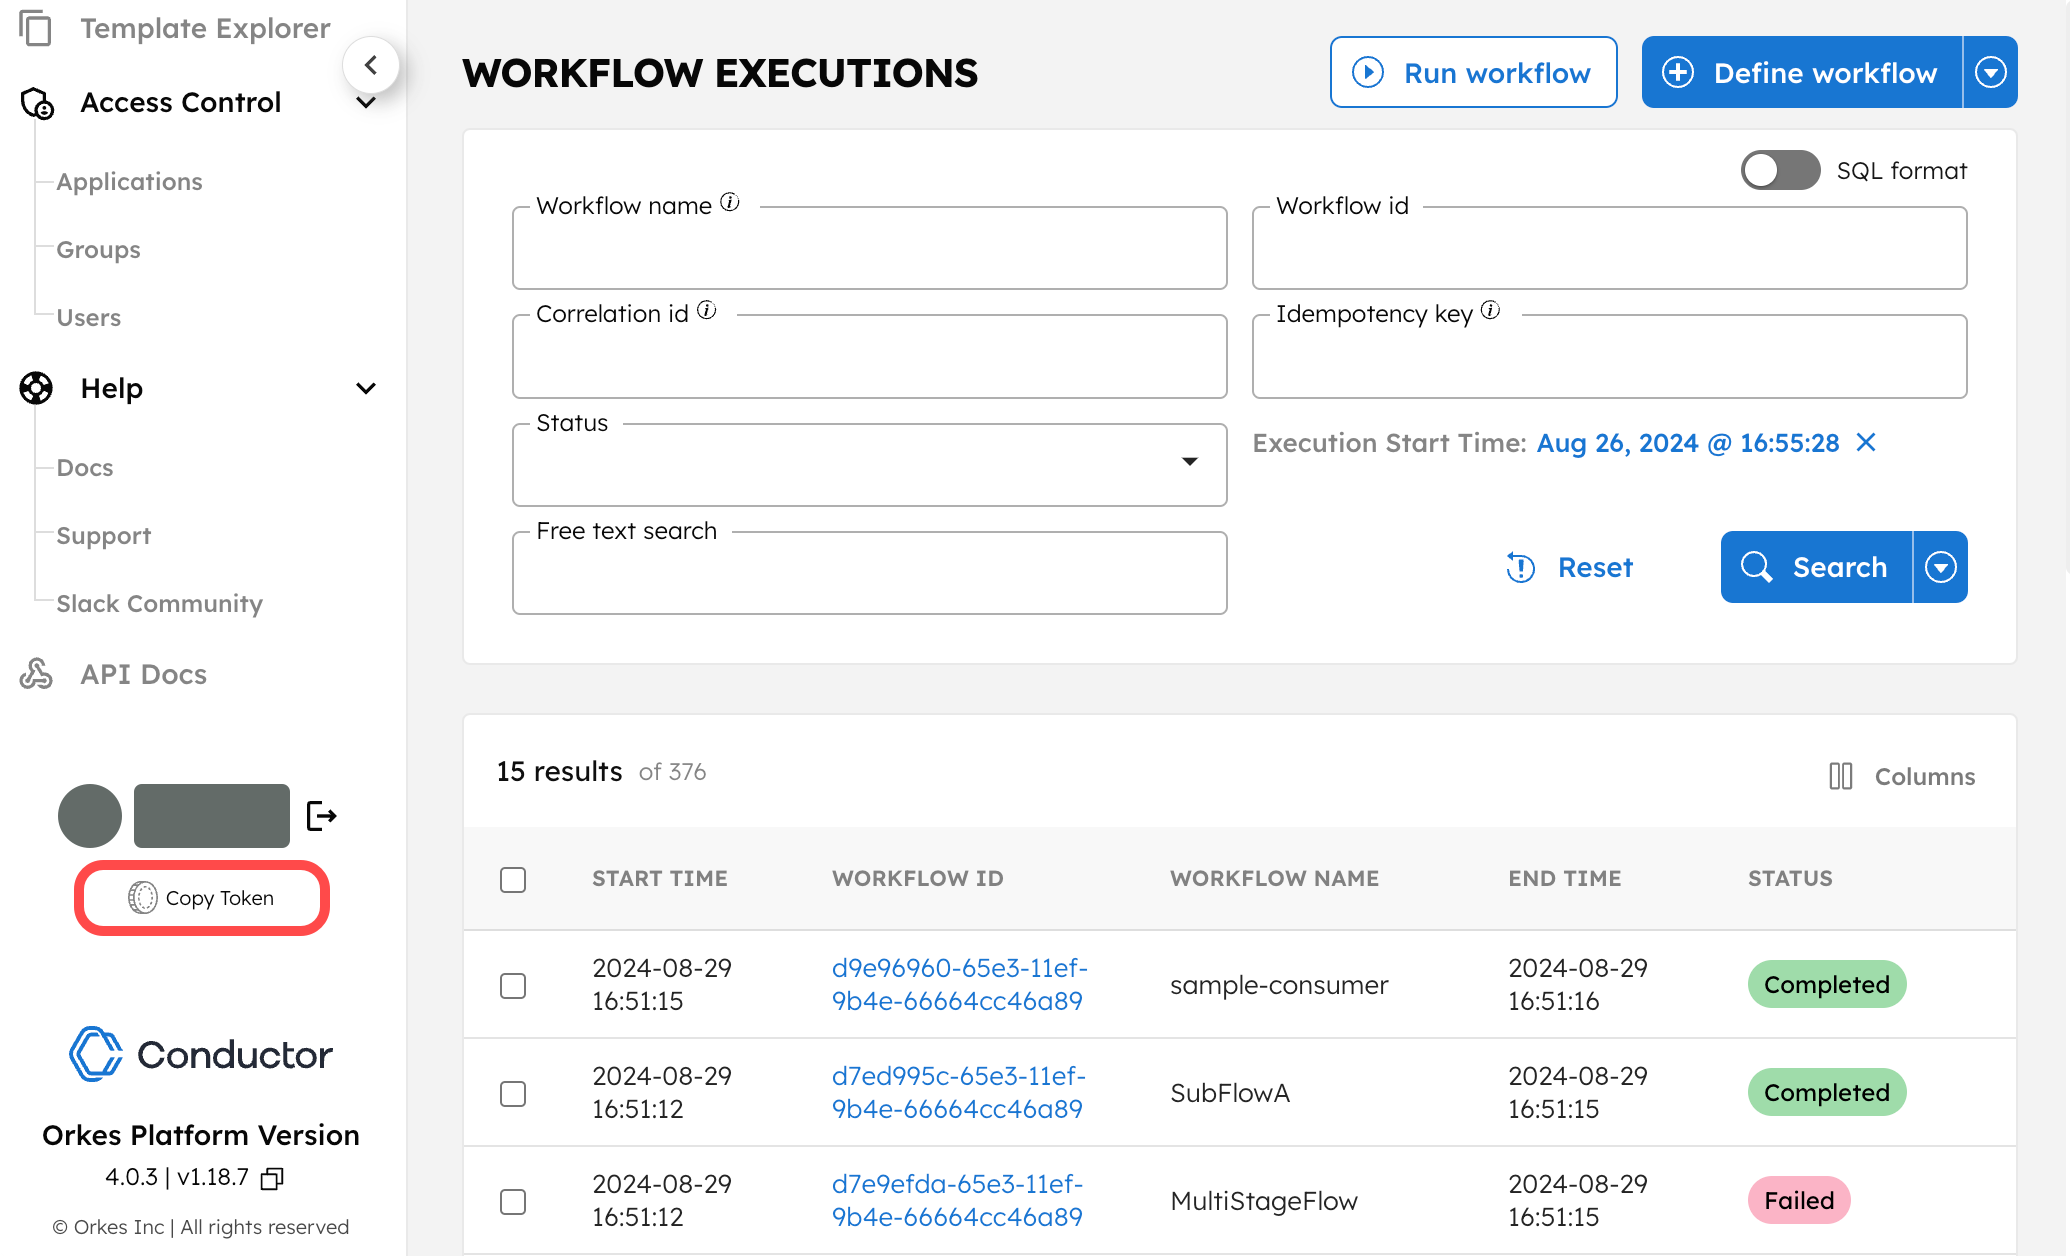 Template Explorer
Access Control
Applications
Groups
Users
Help
Docs
Support
Slack Community
API Docs
Copy Token
Conductor
Orkes Platform Version
4.0.3 | v1.18.7
© Orkes Inc | All rights reserved
WORKFLOW EXECUTIONS
Run workflow
Define workflow
SQL format
Workflow name
Workflow id
Correlation id
Idempotency key
Status
Execution Start Time: Aug 26, 2024 @ 16:55:28
Free text search
Reset
Search
15 results of 376
Columns
START TIME WORKFLOW ID WORKFLOW NAME END TIME STATUS
2024-08-29 16:51:15 d9e96960-65e3-11ef-9b4e-66664cc46a89 sample-consumer 2024-08-29 16:51:16 Completed
2024-08-29 16:51:12 d7ed995c-65e3-11ef-9b4e-66664cc46a89 SubFlowA 2024-08-29 16:51:15 Completed
2024-08-29 16:51:12 d7e9efda-65e3-11ef-9b4e-66664cc46a89 MultiStageFlow 2024-08-29 16:51:15 Failed